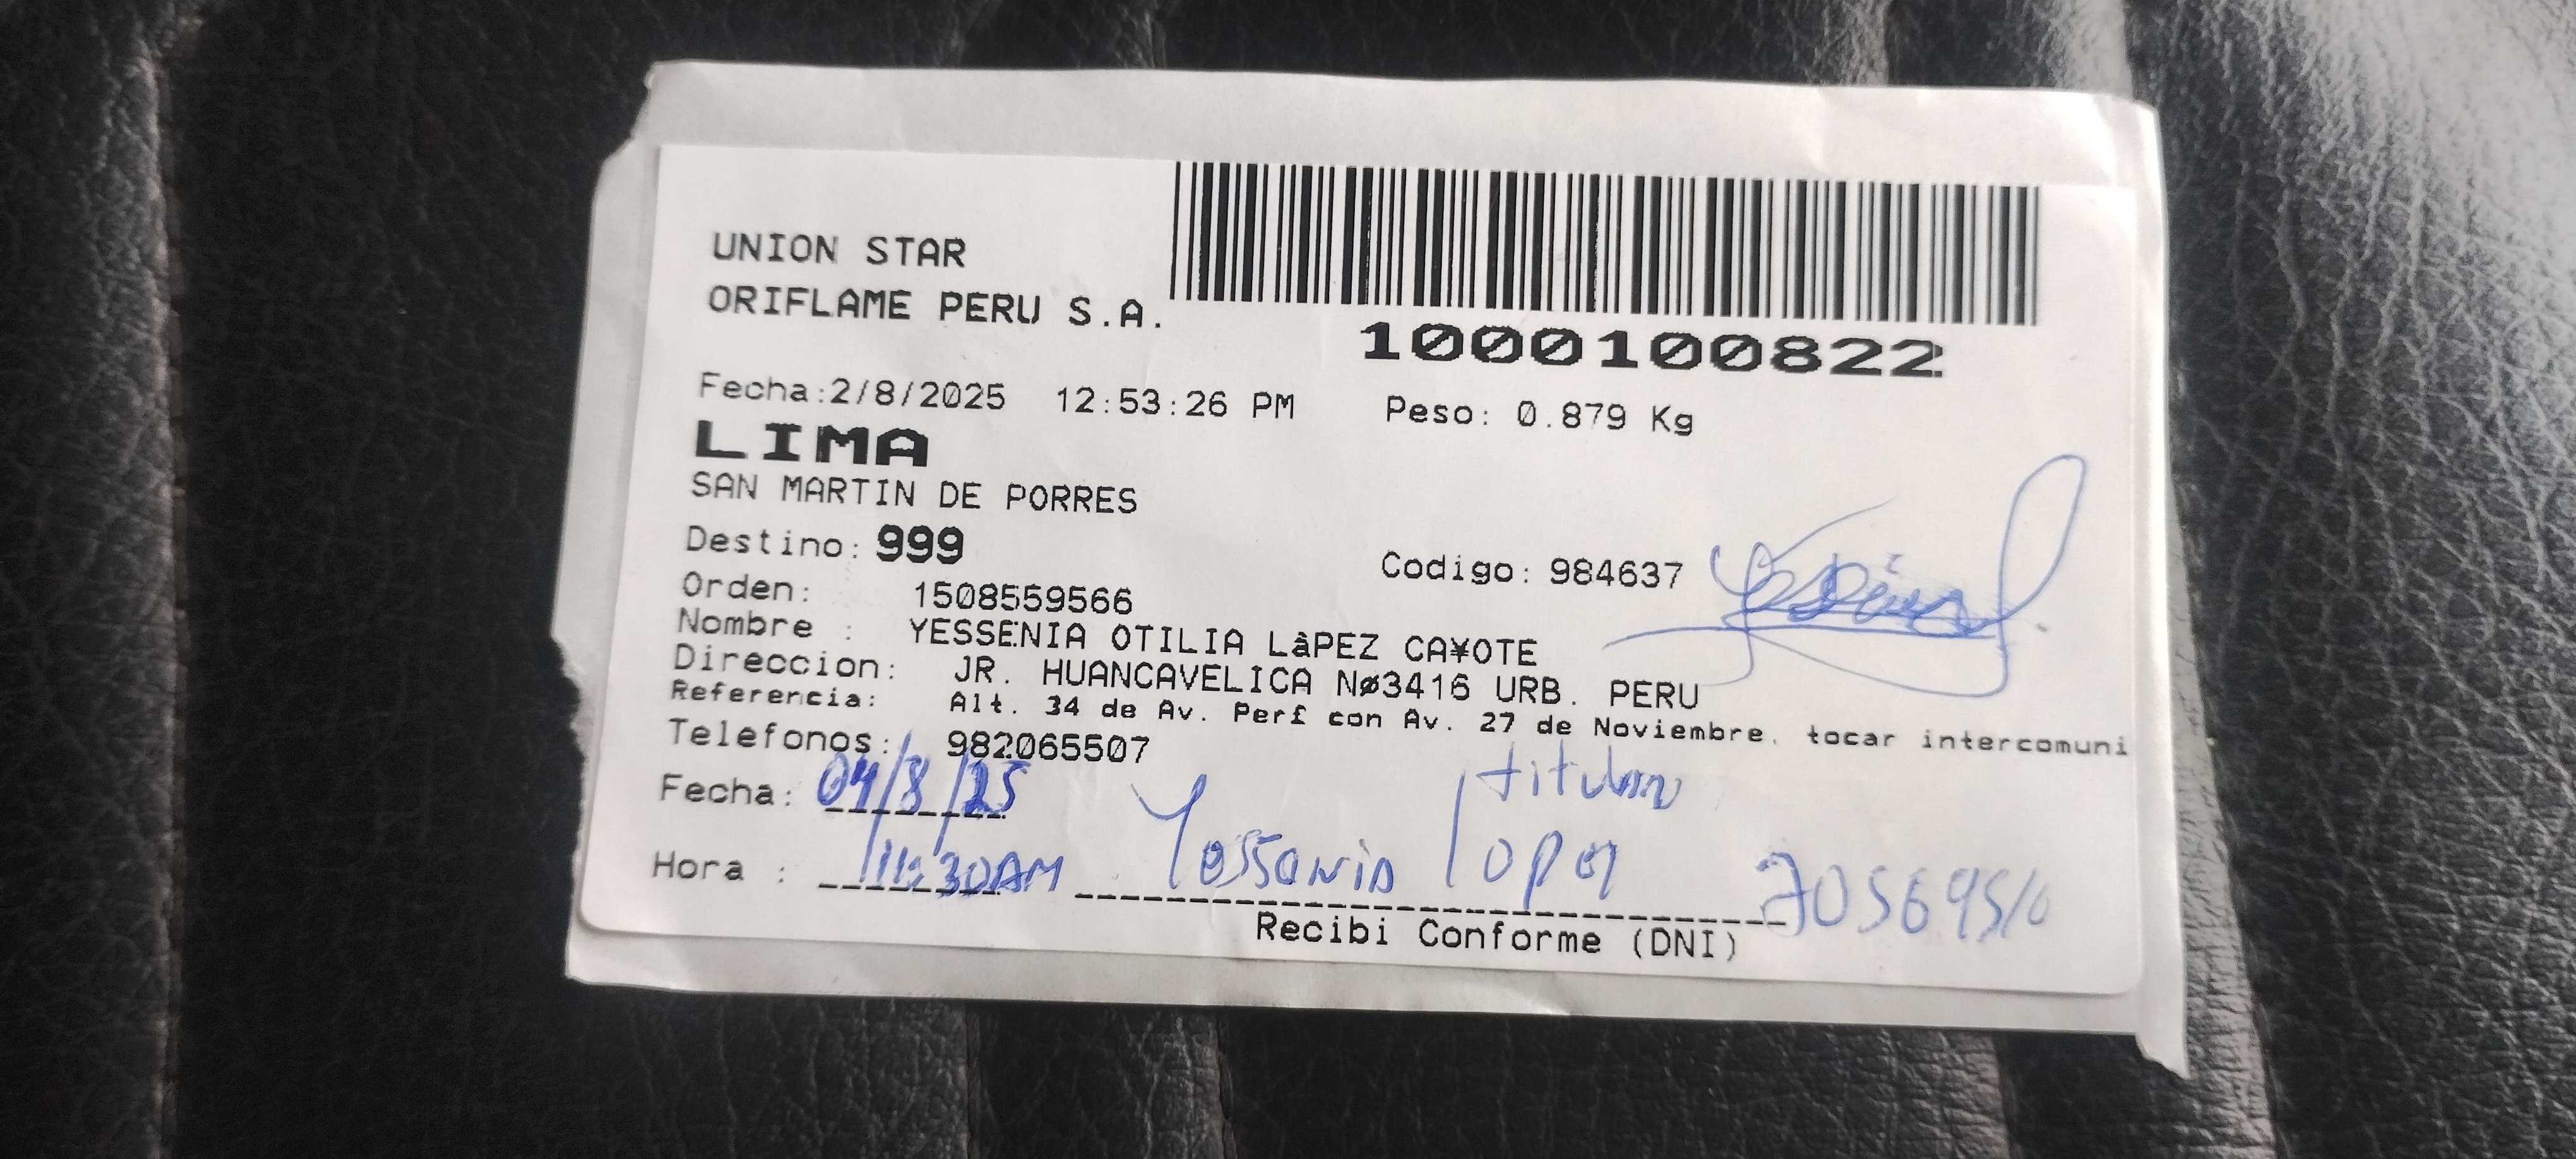 UNION STAR
ORIFLAME PERU S.A.
1000100822
Fecha:2/8/2025 12:53:26 PM Peso: 0.879 Kg
LIMA
SAN MARTIN DE PORRES
Destino: 999
Codigo: 984637
Orden: 1508559566
Nombre : YESSENIA OTILIA LâPEZ CA¥OTE
Direccion: JR. HUANCAVELICA Nø3416 URB. PERU
Referencia: Alt. 34 de Av. Per£ con Av. 27 de Noviembre, tocar intercomuni
Telefonos: 982065507
titular
Fecha: 04/8/25
Hora : 11:30AM Yessenia Lopez 
Recibi Conforme (DNI)